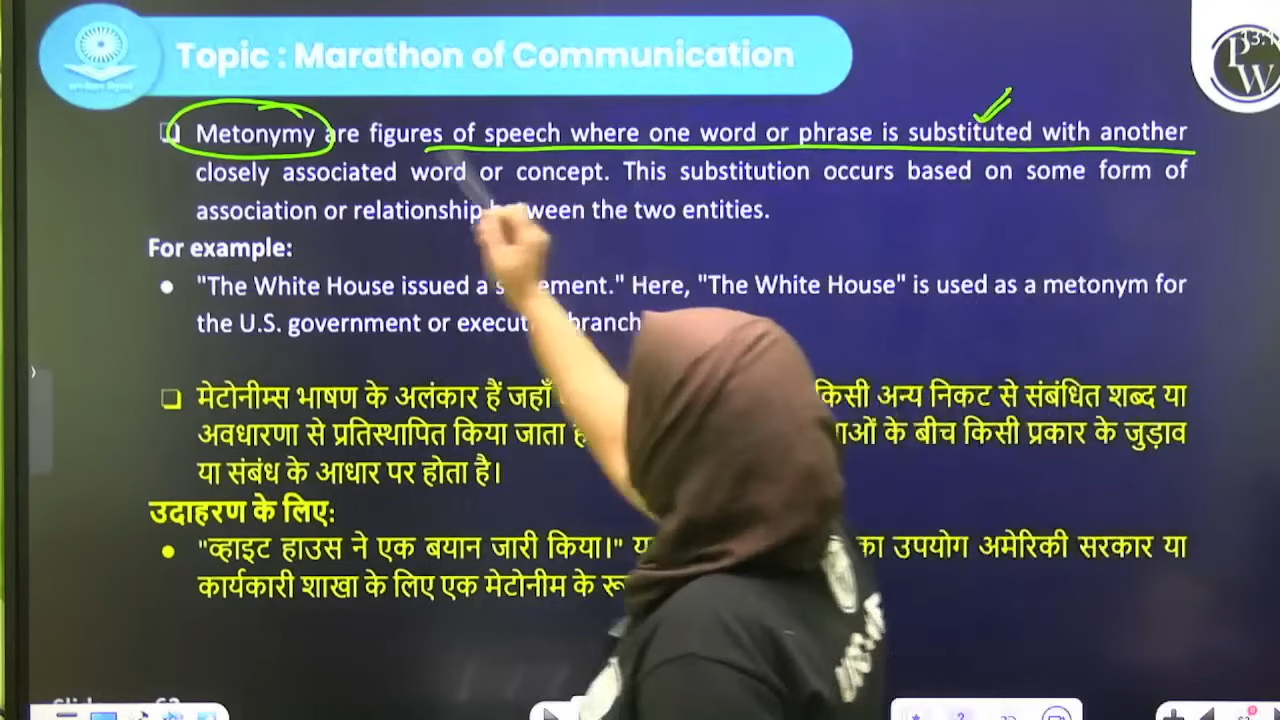 Topic : Marathon of Communication
PW
Metonymy are figures of speech where one word or phrase is substituted with another
closely associated word or concept. This substitution occurs based on some form of
association or relationship between the two entities.
For example:
"The White House issued a statement." Here, "The White House" is used as a metonym for
the U.S. government or executive branch
मेटोनीम्स भाषण के अलंकार हैं जहाँ किसी अन्य निकट से संबंधित शब्द या
अवधारणा से प्रतिस्थापित किया जाता के बीच किसी प्रकार के जुड़ाव
या संबंध के आधार पर होता है।
उदाहरण के लिए:
"व्हाइट हाउस ने एक बयान जारी किया।" का उपयोग अमेरिकी सरकार या
कार्यकारी शाखा के लिए एक मेटोनीम के